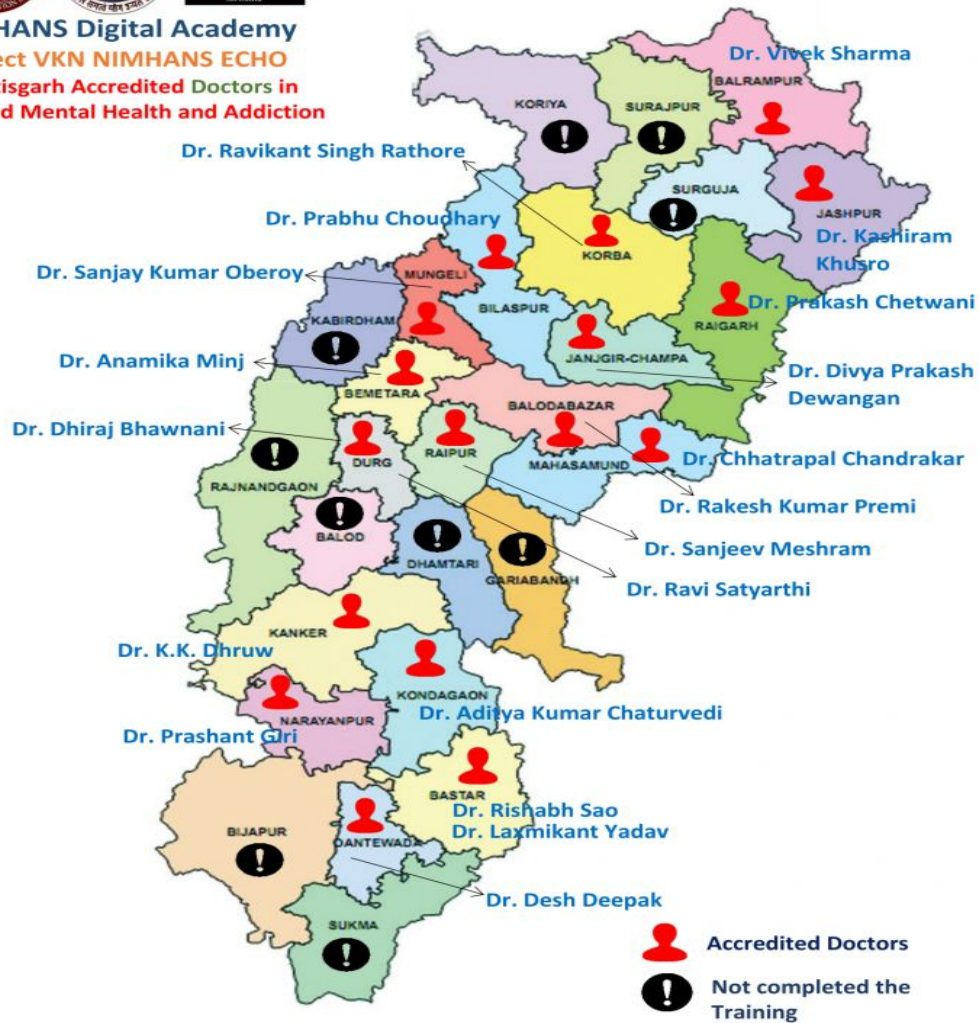 HANS Digital Academy
ect VKN NIMHANS ECHO
tisgarh Accredited Doctors in
d Mental Health and Addiction
Dr. Vivek Sharma
BALRAMPUR
KORIYA
SURAJPUR
Dr. Ravikant Singh Rathore
SURGUJA
JASHPUR
Dr. Prabhu Choudhary
Dr. Kashiram
Khusro
KORBA
Dr. Sanjay Kumar Oberoy
MUNGELI
BILASPUR
Dr. Prakash Chetwani
KABIRDHAM
RAIGARH
Dr. Anamika Minj
JANJGIR-CHAMPA
Dr. Divya Prakash
Dewangan
BEMETARA
BALODABAZAR
Dr. Dhiraj Bhawnani
DURG
RAIPUR
MAHASAMUND
Dr. Chhatrapal Chandrakar
RAJNANDGAON
Dr. Rakesh Kumar Premi
BALOD
Dr. Sanjeev Meshram
DHAMTARI
GARIABANDH
Dr. Ravi Satyarthi
KANKER
Dr. K.K. Dhruw
KONDAGAON
Dr. Aditya Kumar Chaturvedi
NARAYANPUR
Dr. Prashant Giri
BASTAR
Dr. Rishabh Sao
Dr. Laxmikant Yadav
BIJAPUR
DANTEWADA
Dr. Desh Deepak
SUKMA
Accredited Doctors
Not completed the
Training